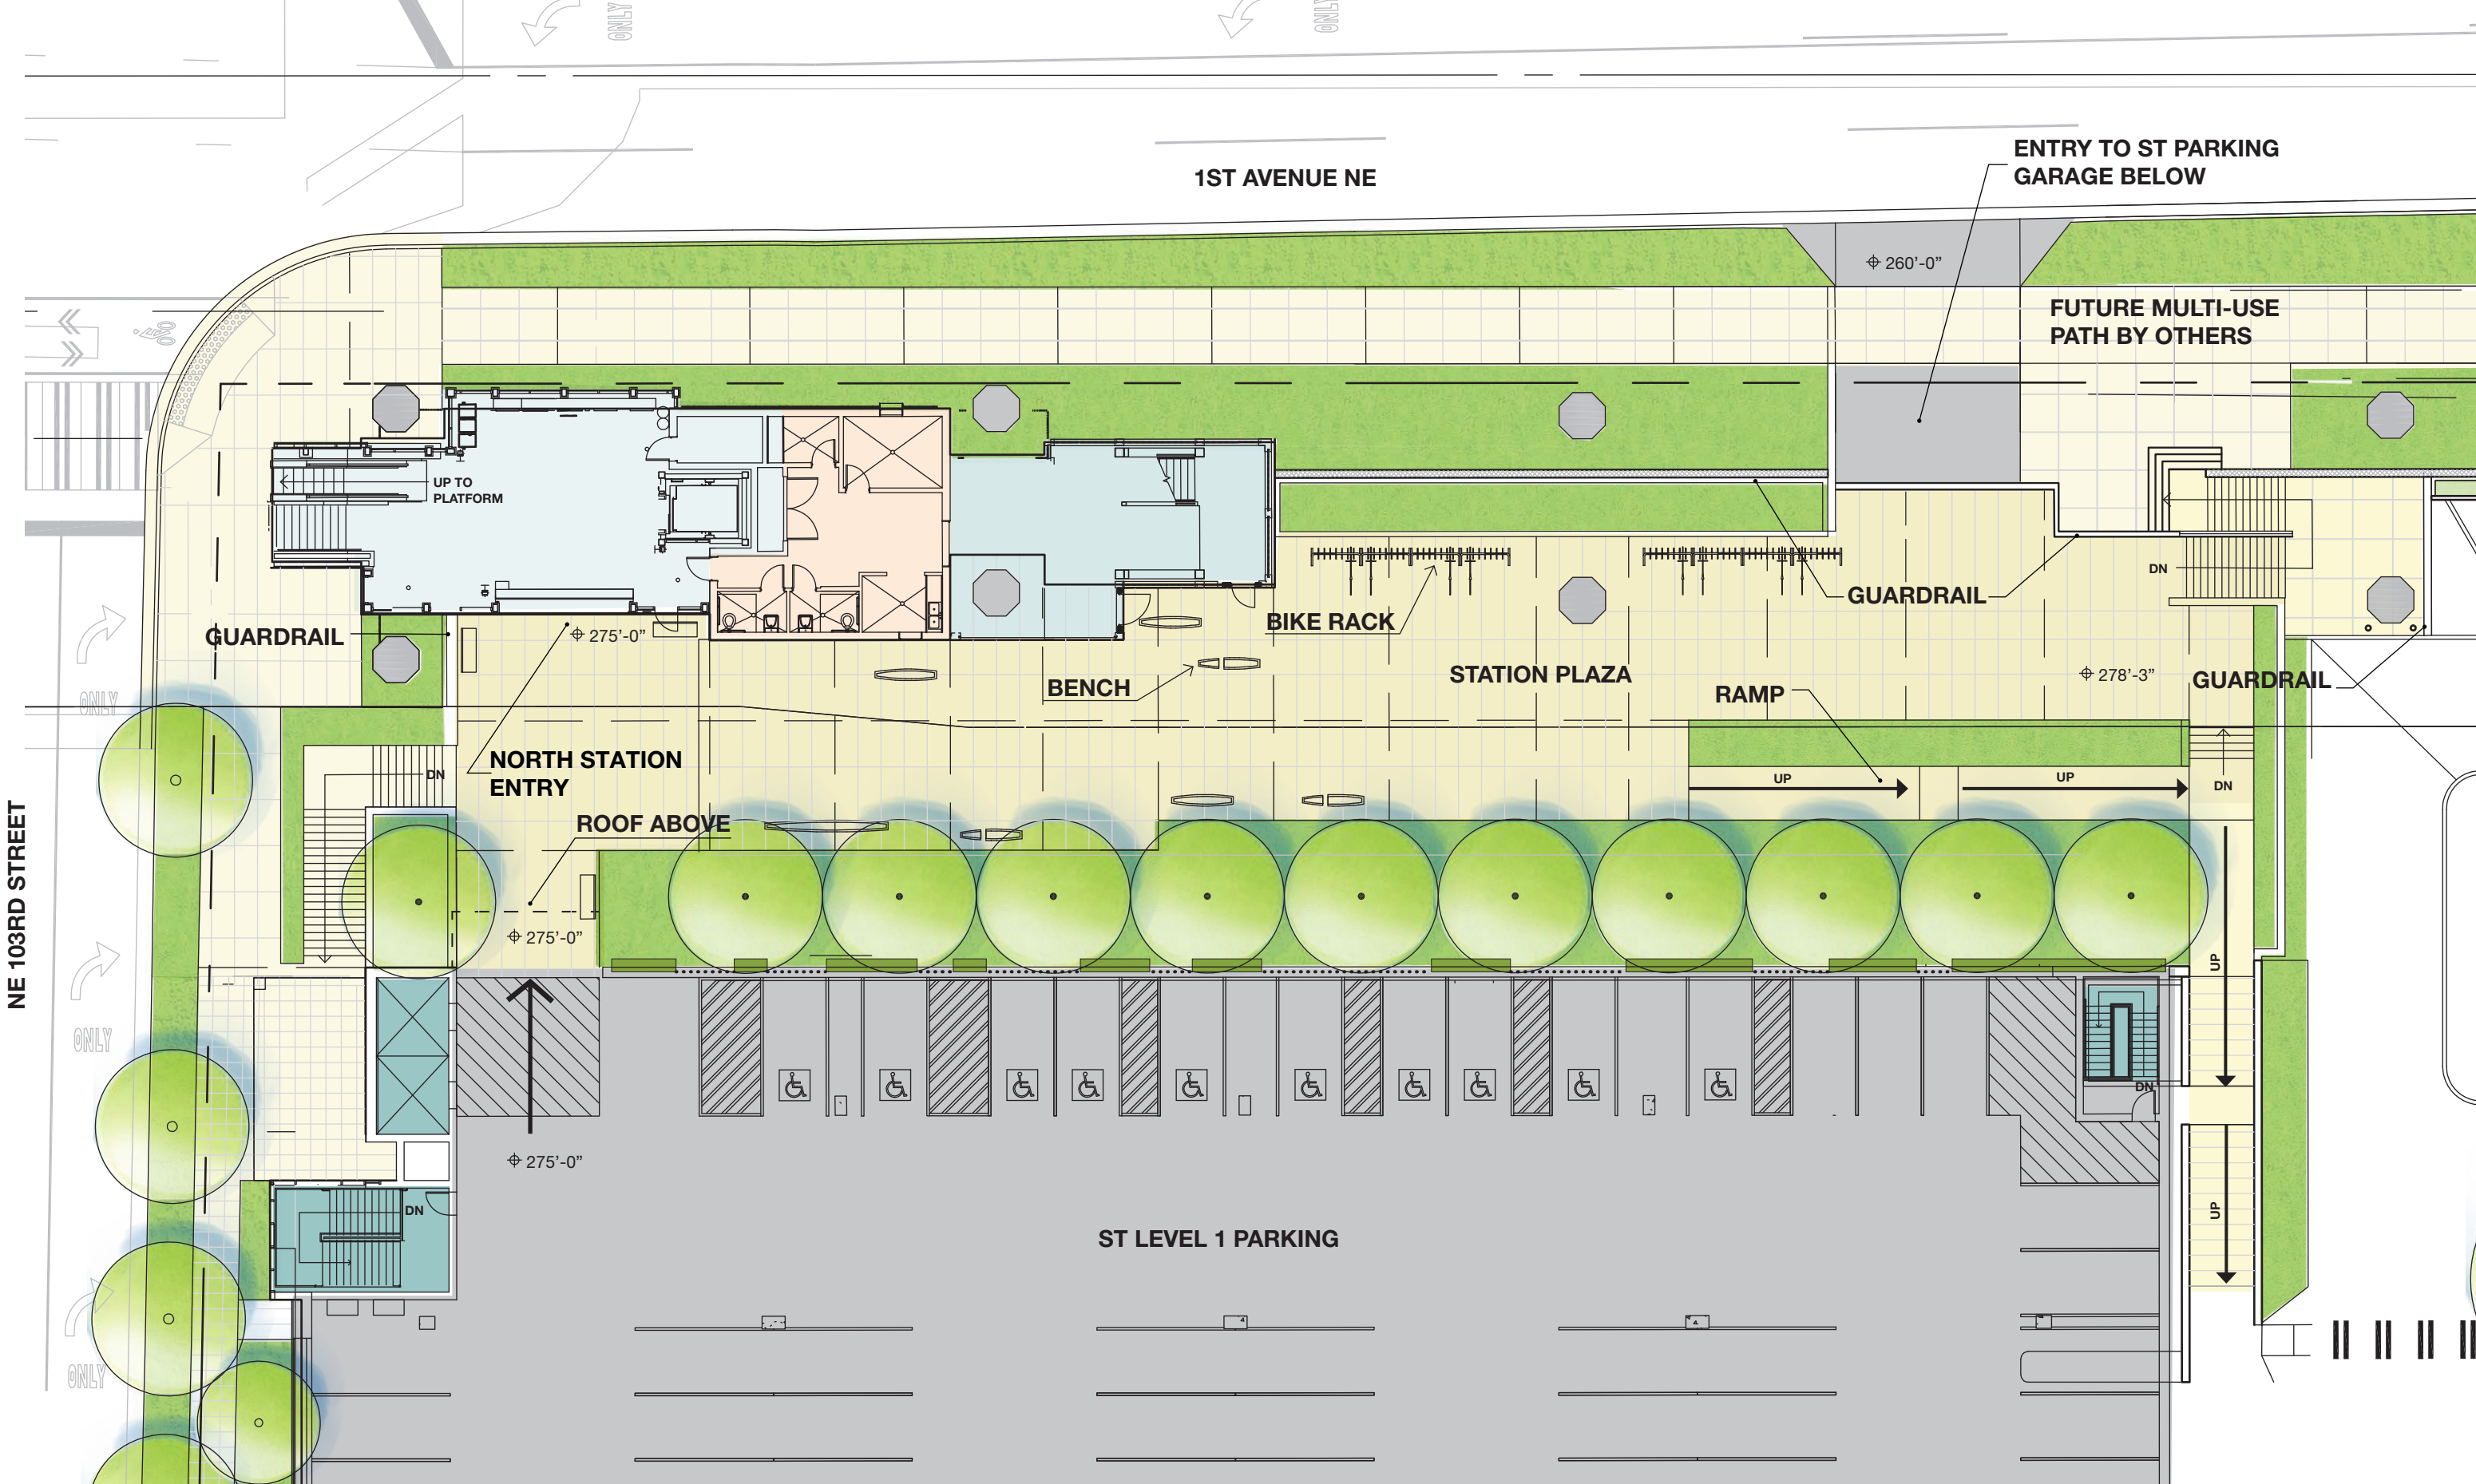 ONLY
ONLY
1ST AVENUE NE
ENTRY TO ST PARKING
GARAGE BELOW
260'-0"
FUTURE MULTI-USE
PATH BY OTHERS
UP TO
PLATFORM
DN
GUARDRAIL
BIKE RACK
GUARDRAIL
275'-0"
STATION PLAZA
278'-3"
GUARDRAIL
BENCH
RAMP
ONLY
NORTH STATION
ENTRY
DN
UP
UP
DN
ROOF ABOVE
NE 103RD STREET
275'-0"
UP
ONLY
DN
275'-0"
DN
UP
ST LEVEL 1 PARKING
ONLY